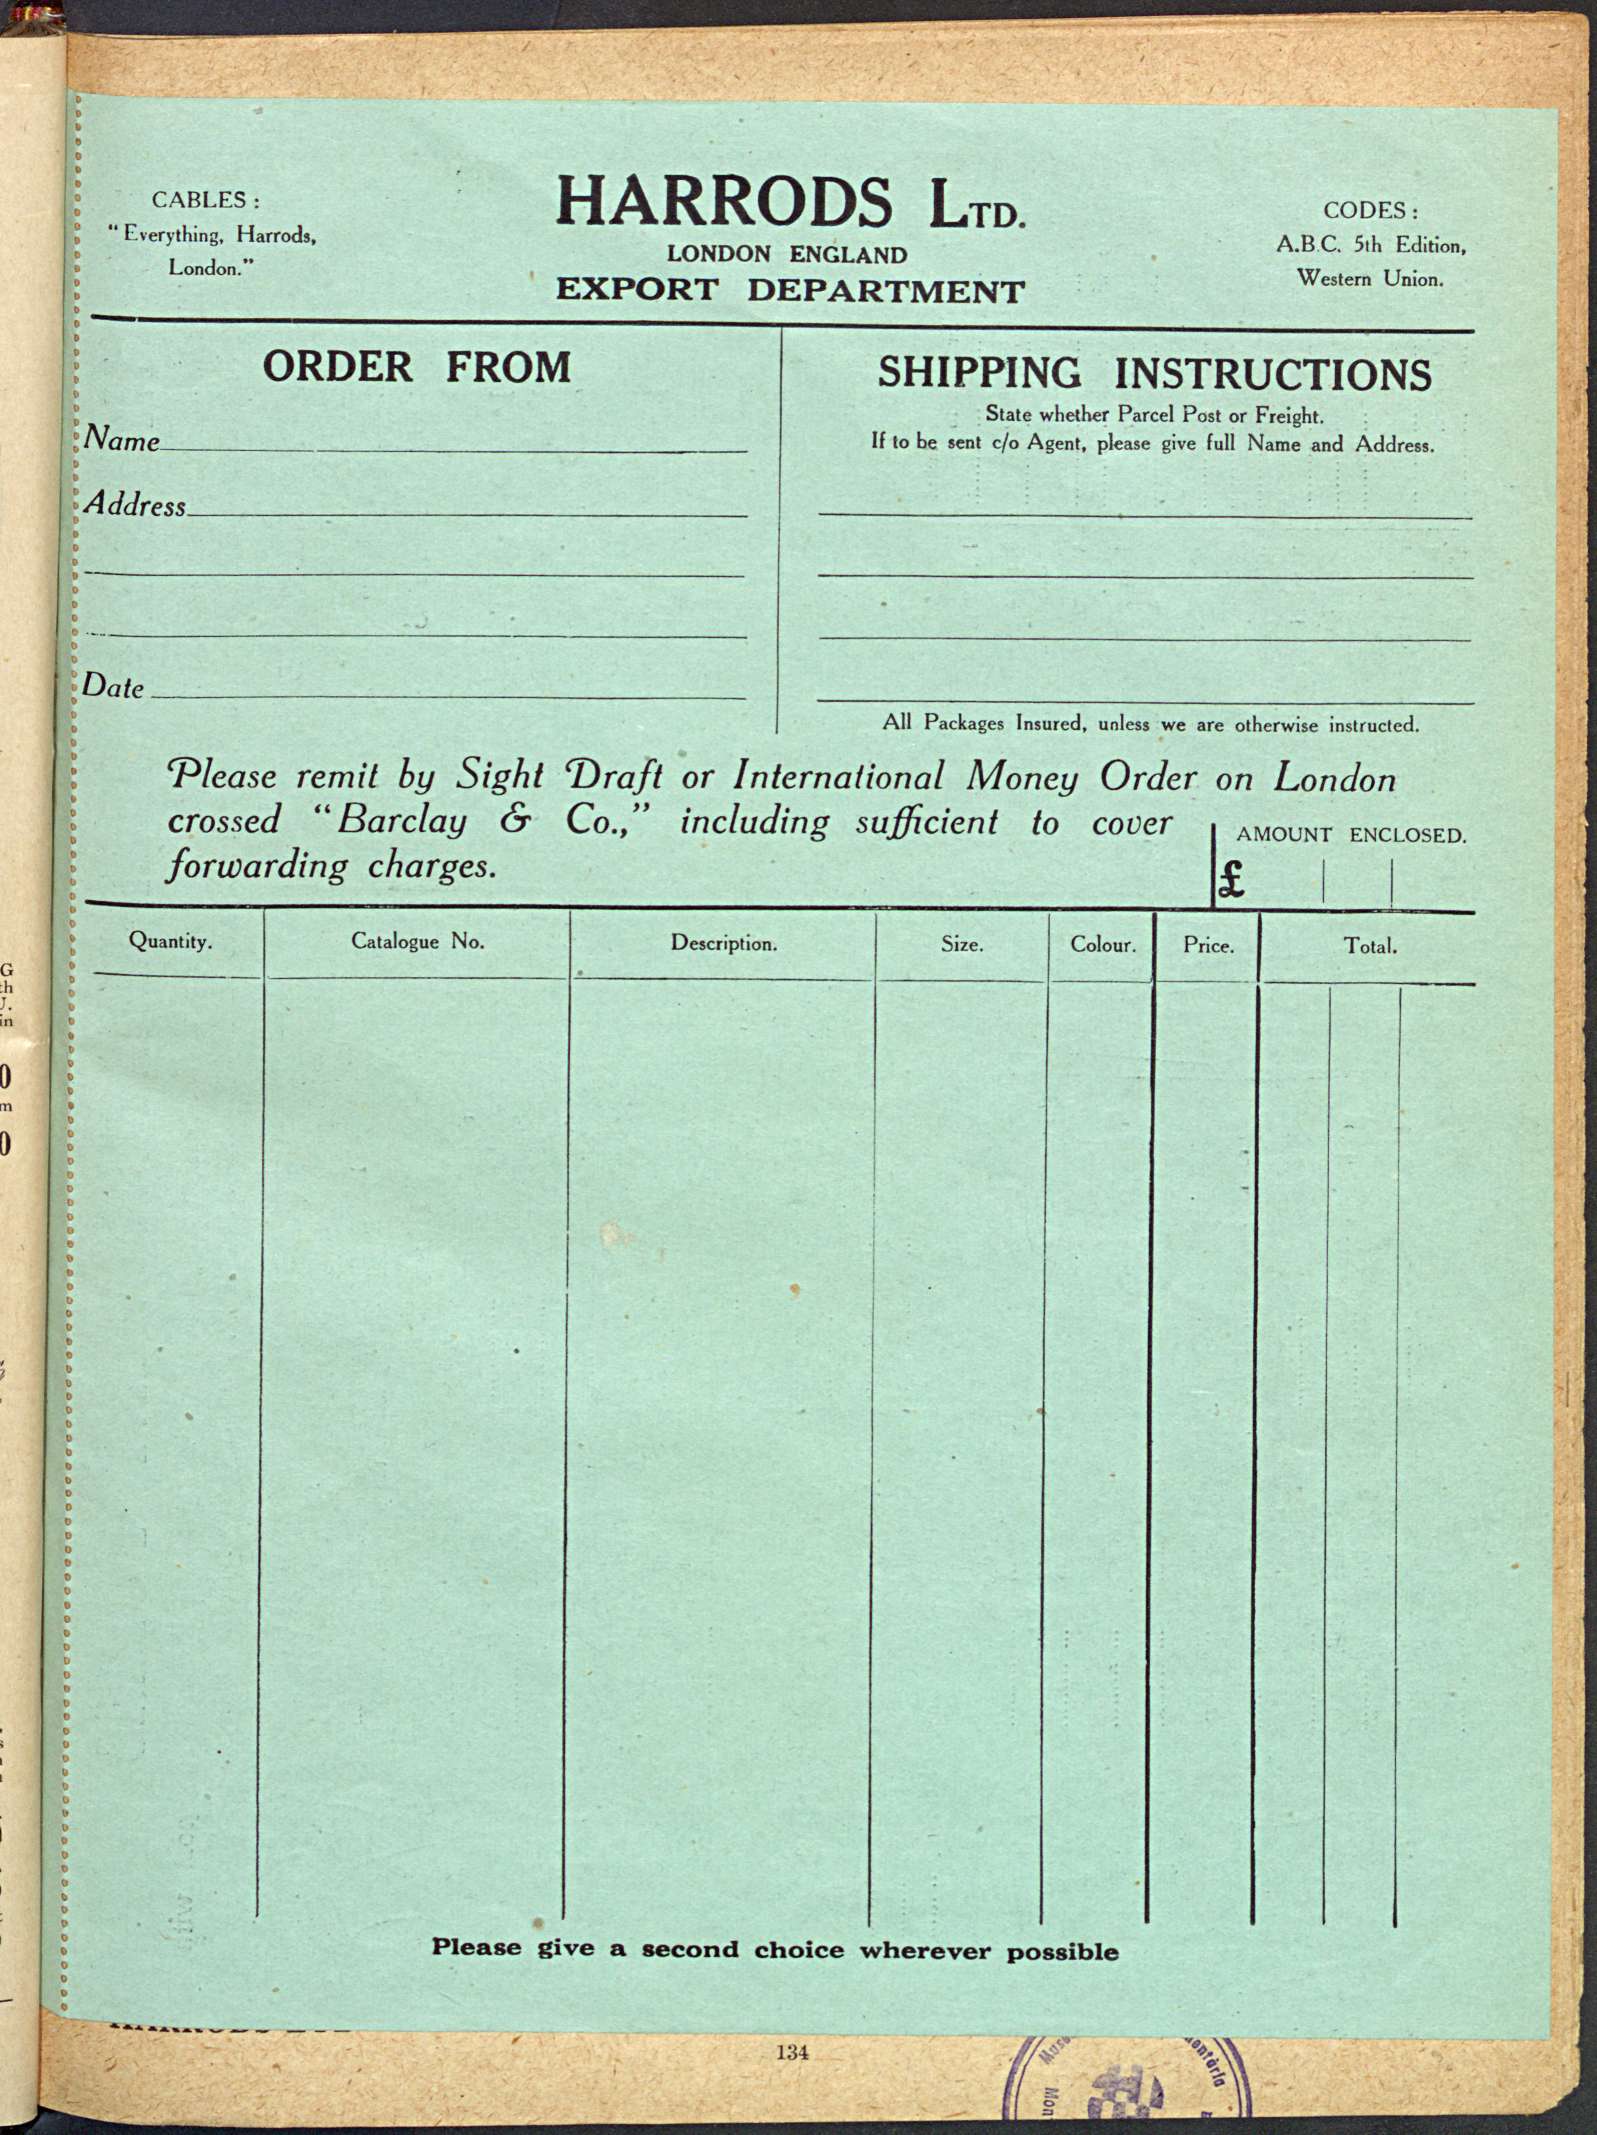 CABLES :
"Everything, Harrods,
London."
HARRODS LTD.
LONDON ENGLAND
EXPORT DEPARTMENT
CODES :
A.B.C. 5th Edition,
Western Union.
ORDER FROM
Name
Address
Date
SHIPPING INSTRUCTIONS
State whether Parcel Post or Freight.
If to be sent c/o Agent, please give full Name and Address.
All Packages Insured, unless we are otherwise instructed.
Please remit by Sight Draft or International Money Order on London
crossed "Barclay & Co.," including sufficient to cover
forwarding charges.
AMOUNT ENCLOSED.
£
Quantity. Catalogue No. Description. Size. Colour. Price. Total.
Please give a second choice wherever possible
134